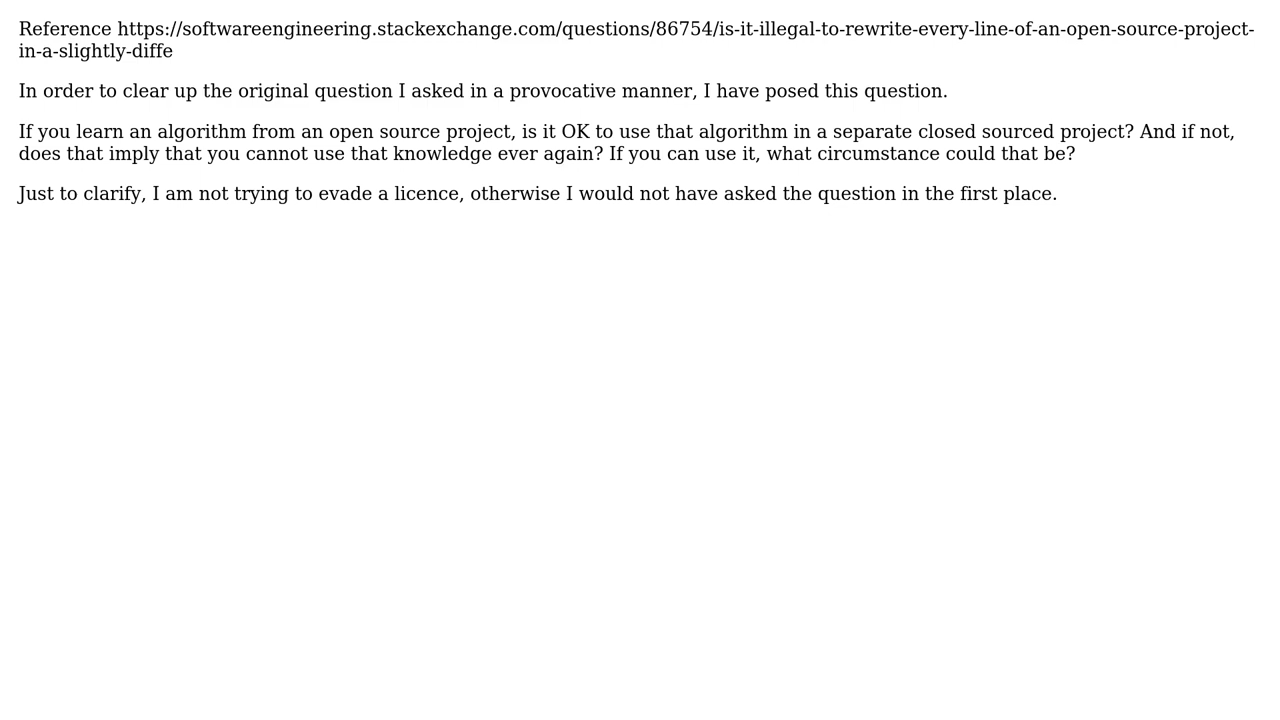 Reference https://softwareengineering.stackexchange.com/questions/86754/is-it-illegal-to-rewrite-every-line-of-an-open-source-project-
in-a-slightly-diffe
In order to clear up the original question I asked in a provocative manner, I have posed this question.
If you learn an algorithm from an open source project, is it OK to use that algorithm in a separate closed sourced project? And if not,
does that imply that you cannot use that knowledge ever again? If you can use it, what circumstance could that be?
Just to clarify, I am not trying to evade a licence, otherwise I would not have asked the question in the first place.